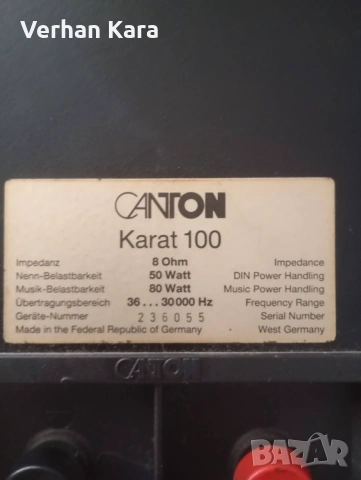 Verhan Kara
CANTON
Karat 100
Impedanz 8 Ohm Impedance
Nenn-Belastbarkeit 50 Watt DIN Power Handling
Musik-Belastbarkeit 80 Watt Music Power Handling
Übertragungsbereich 36...30000 Hz Frequency Range
Geräte-Nummer 236055 Serial Number
Made in the Federal Republic of Germany West Germany
CANTON
BAZAR